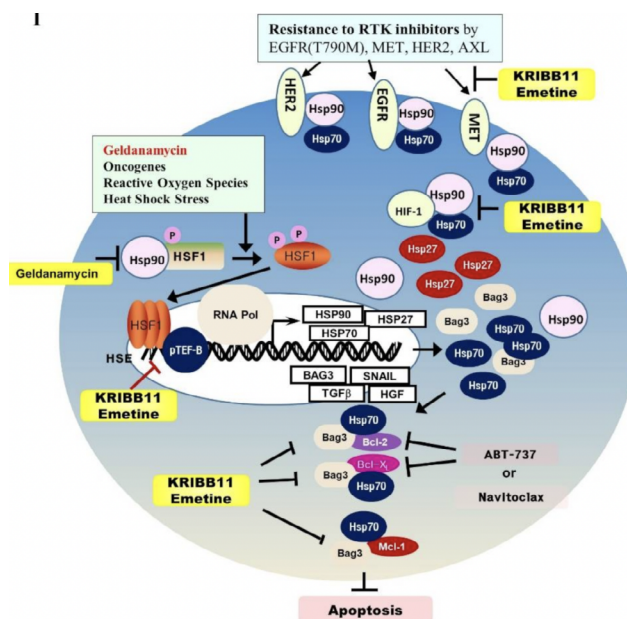 I
Resistance to RTK inhibitors by
EGFR(T790M), MET, HER2, AXL
KRIBB11
Emetine
HER2
Hsp90
Hsp70
EGFR
Hsp90
Hsp70
MET
Hsp90
Hsp70
Geldanamycin
Oncogenes
Reactive Oxygen Species
Heat Shock Stress
HIF-1
Hsp90
Hsp70
KRIBB11
Emetine
P
Hsp90
HSF1
P
P
HSF1
Geldanamycin
Hsp27
Hsp27
Hsp27
Hsp90
Bag3
HSF1
RNA Pol
HSP90
HSP27
HSP70
Bag3
Hsp70
Hsp90
HSE
pTEF-B
Hsp70
Hsp70
Bag3
BAG3
SNAIL
TGFβ
HGF
Hsp70
KRIBB11
Emetine
Hsp70
Bag3
Bcl-2
Bcl-XL
Bag3
Hsp70
ABT-737
or
Navitoclax
KRIBB11
Emetine
Hsp70
Bag3
Mcl-1
Apoptosis